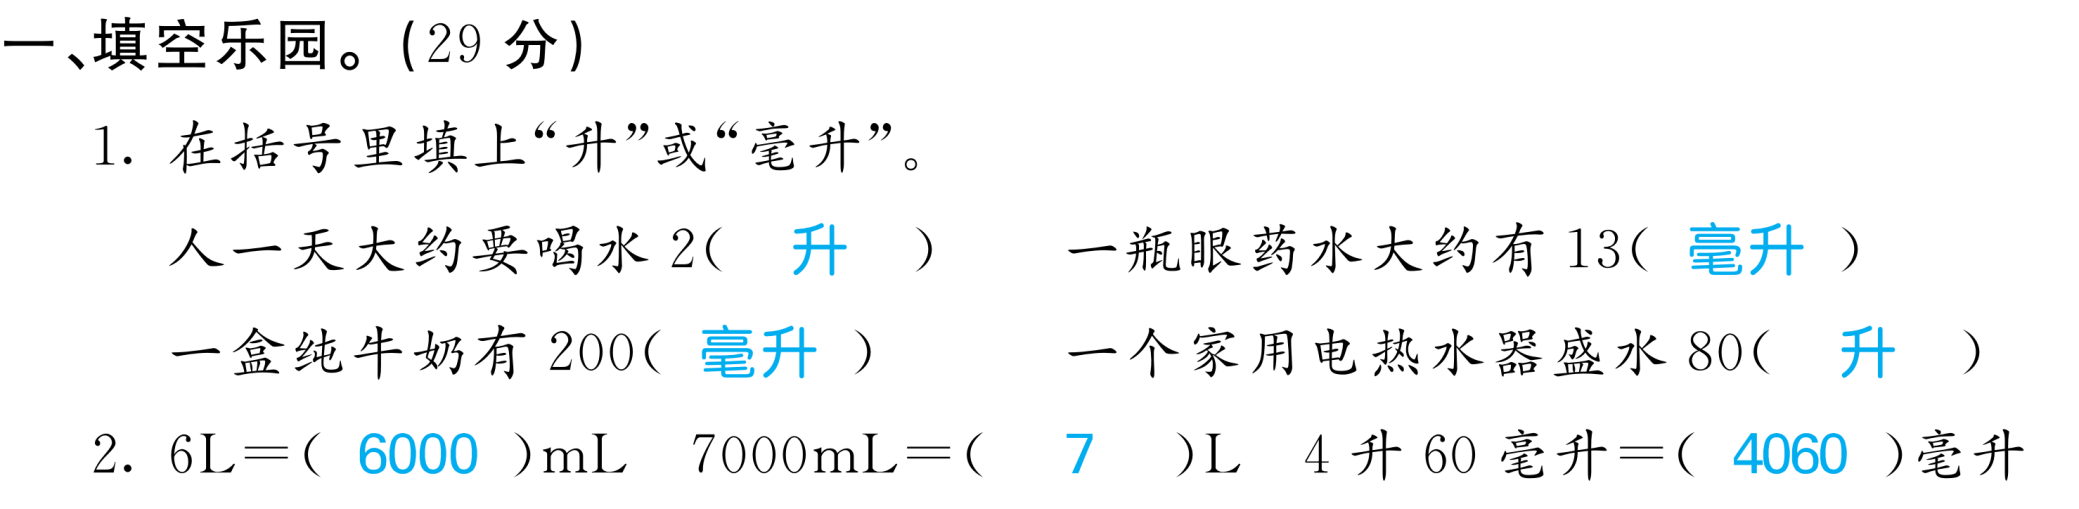 一、填空乐园。(29 分)
1. 在括号里填上“升”或“毫升”。
人一天大约要喝水 2( 升 ) 一瓶眼药水大约有 13( 毫升 )
一盒纯牛奶有 200( 毫升 ) 一个家用电热水器盛水 80( 升 )
2. 6L=( 6000 )mL 7000mL=( 7 )L 4 升 60 毫升=( 4060 )毫升